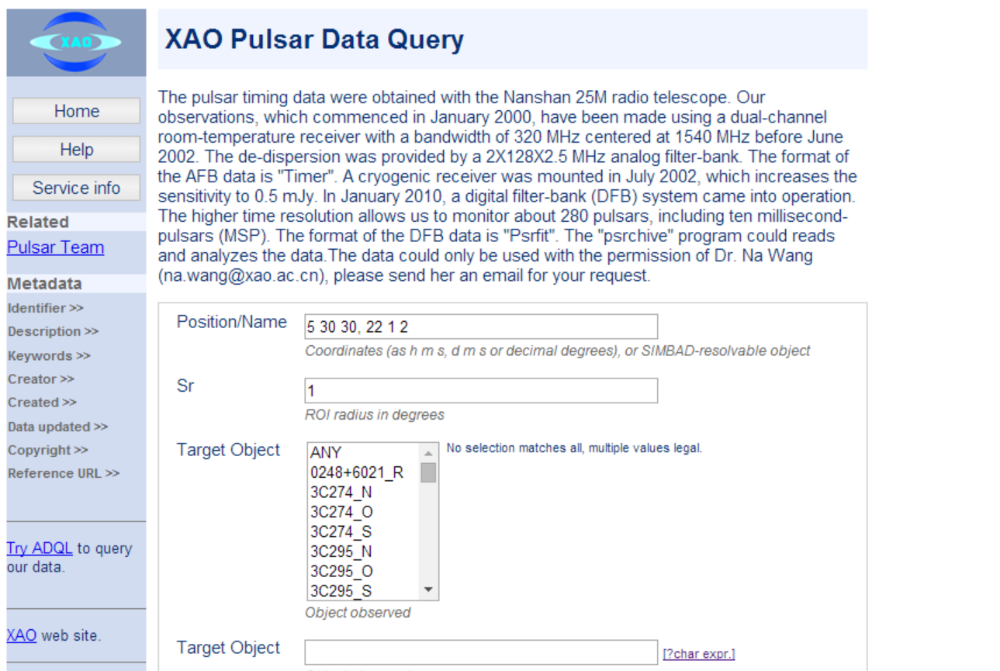 XAO
Home
Help
Service info
Related
Pulsar Team
Metadata
Identifier >>
Description >>
Keywords >>
Creator >>
Created >>
Data updated >>
Copyright >>
Reference URL >>
Try ADQL to query
our data.
XAO web site.
XAO Pulsar Data Query
The pulsar timing data were obtained with the Nanshan 25M radio telescope. Our
observations, which commenced in January 2000, have been made using a dual-channel
room-temperature receiver with a bandwidth of 320 MHz centered at 1540 MHz before June
2002. The de-dispersion was provided by a 2X128X2.5 MHz analog filter-bank. The format of
the AFB data is "Timer". A cryogenic receiver was mounted in July 2002, which increases the
sensitivity to 0.5 mJy. In January 2010, a digital filter-bank (DFB) system came into operation.
The higher time resolution allows us to monitor about 280 pulsars, including ten millisecond-
pulsars (MSP). The format of the DFB data is "Psrfit". The "psrchive" program could reads
and analyzes the data.The data could only be used with the permission of Dr. Na Wang
(na.wang@xao.ac.cn), please send her an email for your request.
Position/Name 5 30 30, 22 1 2
Coordinates (as h m s, d m s or decimal degrees), or SIMBAD-resolvable object
Sr 1
ROI radius in degrees
Target Object ANY No selection matches all, multiple values legal.
0248+6021_R
3C274_N
3C274_O
3C274_S
3C295_N
3C295_O
3C295_S
Object observed
Target Object [?char expr.]